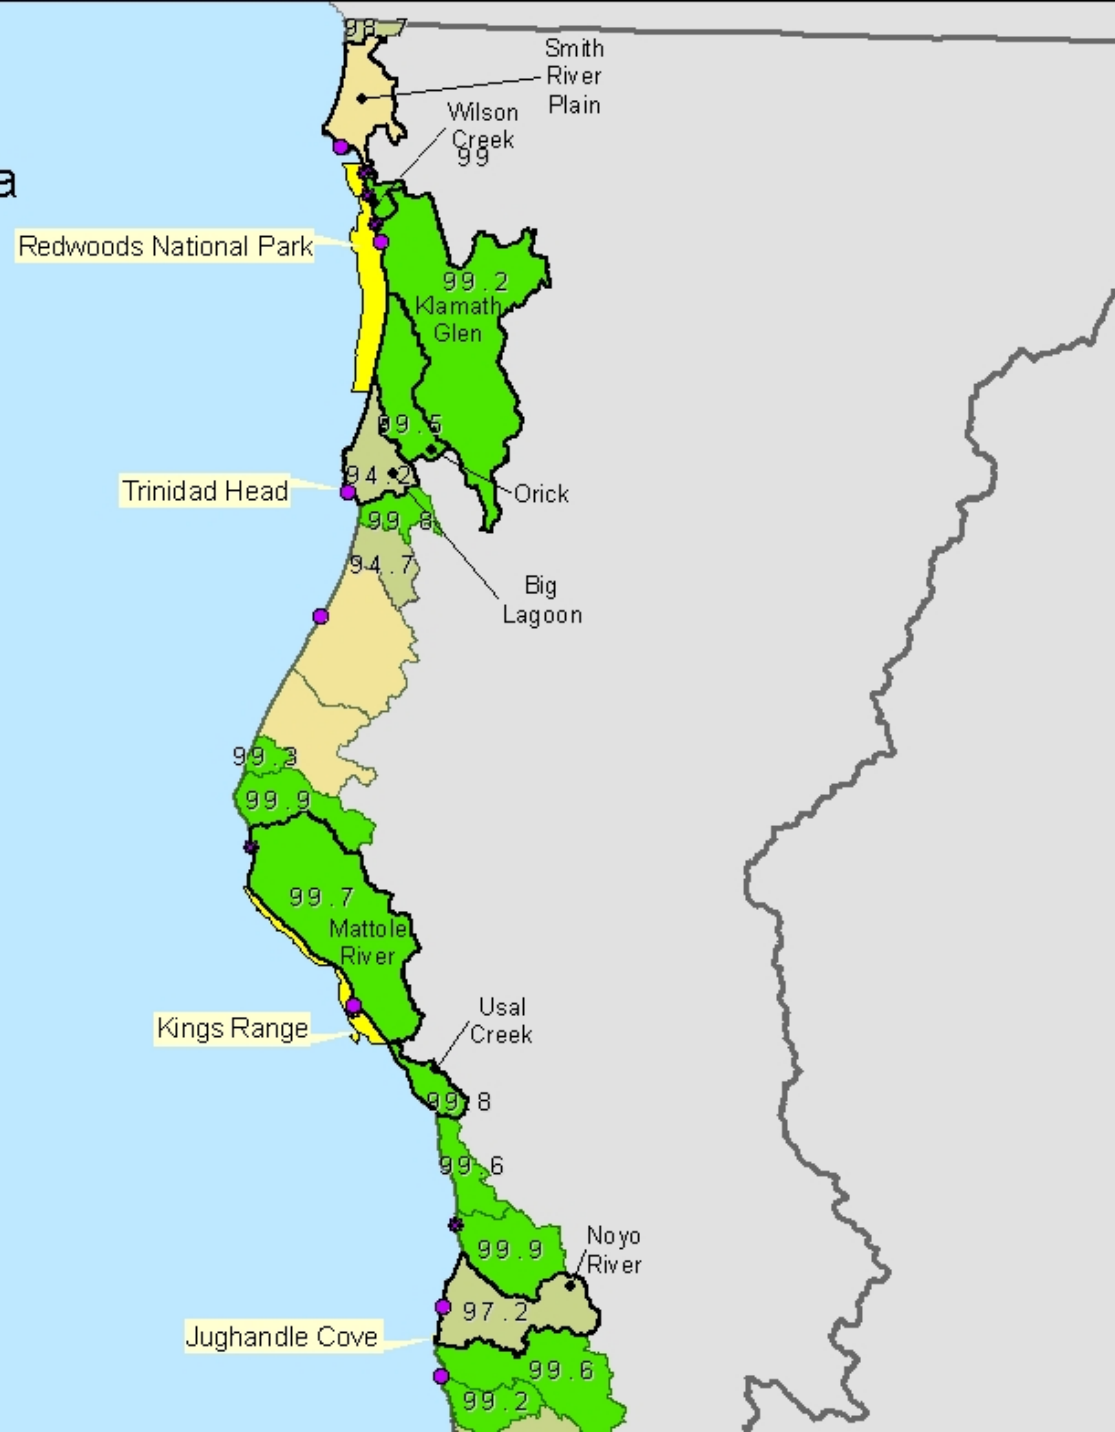 98.7
Smith
River
Plain
Wilson
Creek
99
a
Redwoods National Park
99.2
Klamath
Glen
99.5
94.2
Trinidad Head
Orick
99.8
94.7
Big
Lagoon
99.3
99.9
99.7
Mattole
River
Usal
Creek
Kings Range
99.8
99.6
Noyo
River
99.9
97.2
Jughandle Cove
99.6
99.2